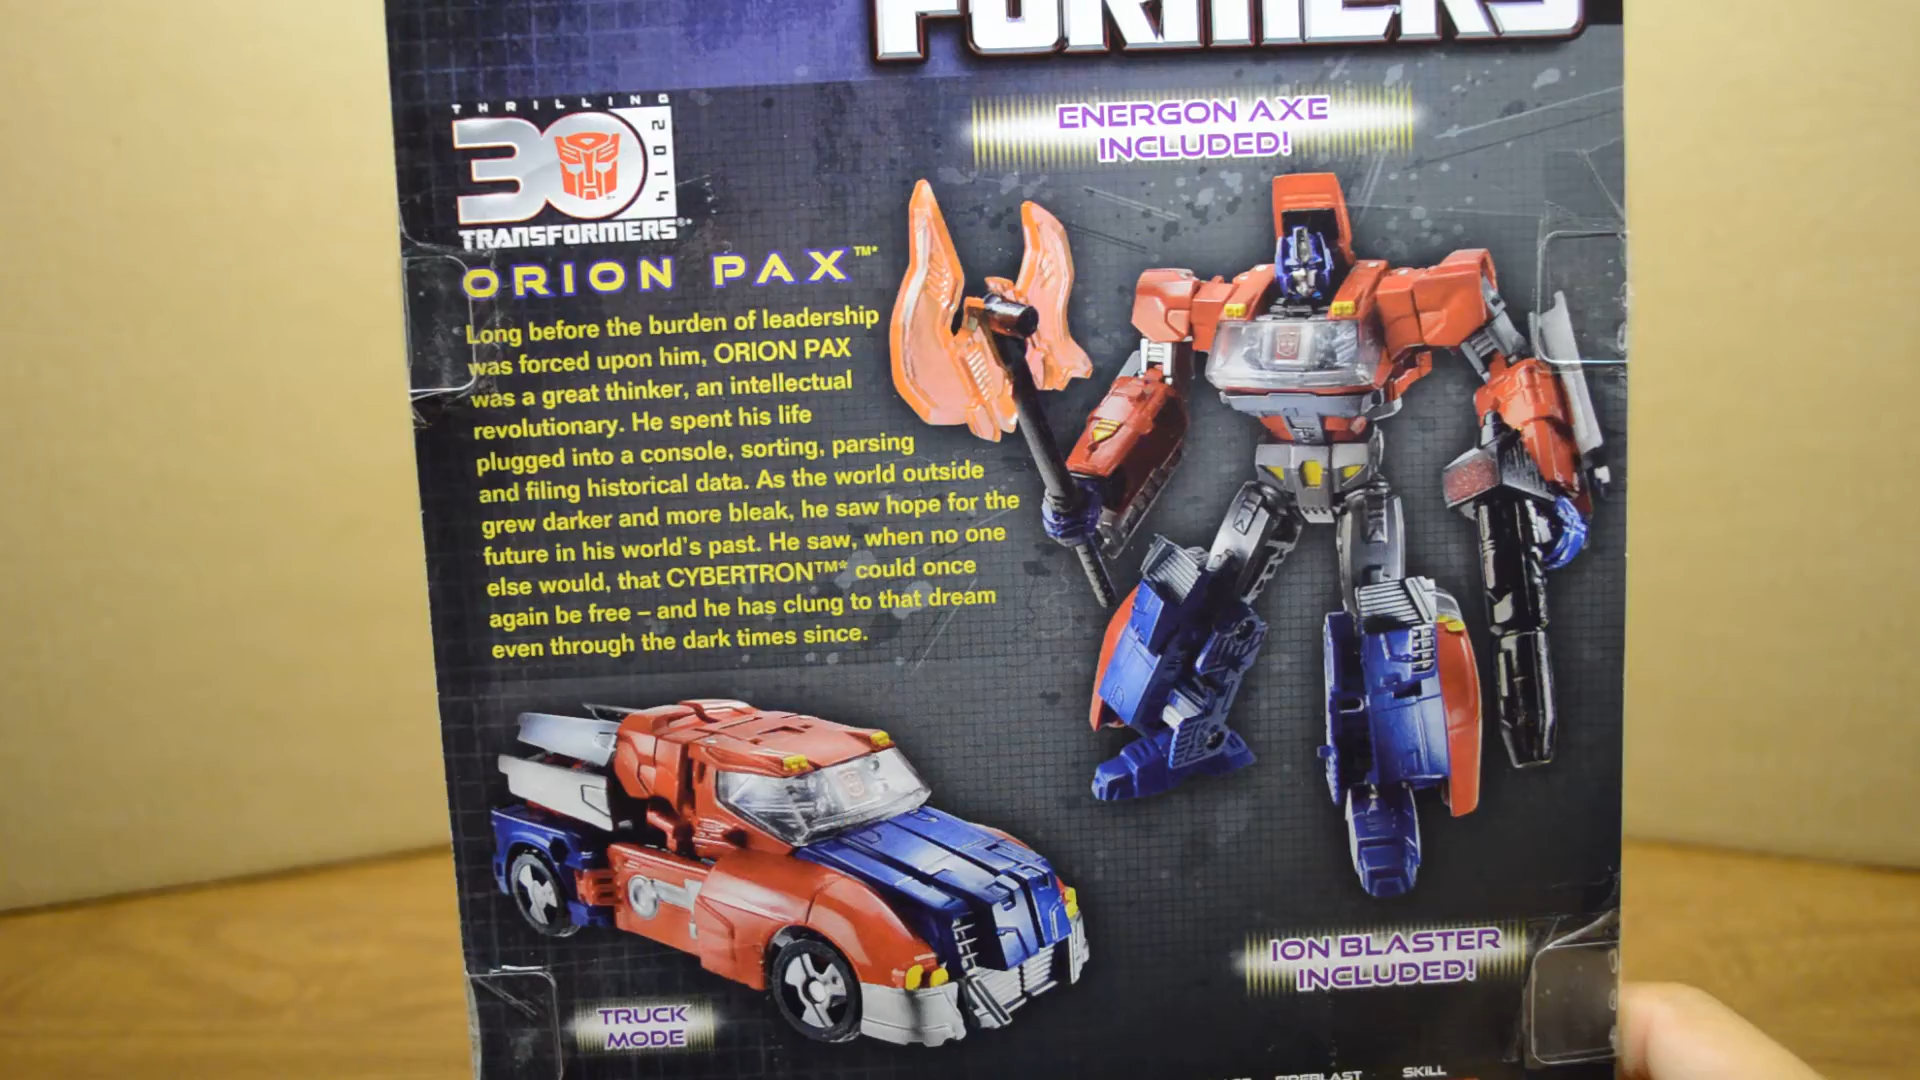 FORMERS
THRILLING
30
2014
TRANSFORMERS®*
ENERGON AXE
INCLUDED!
ORION PAX™*
Long before the burden of leadership
was forced upon him, ORION PAX
was a great thinker, an intellectual
revolutionary. He spent his life
plugged into a console, sorting, parsing
and filing historical data. As the world outside
grew darker and more bleak, he saw hope for the
future in his world's past. He saw, when no one
else would, that CYBERTRON™* could once
again be free – and he has clung to that dream
even through the dark times since.
ION BLASTER
INCLUDED!
TRUCK
MODE
FIREBLAST
SKILL